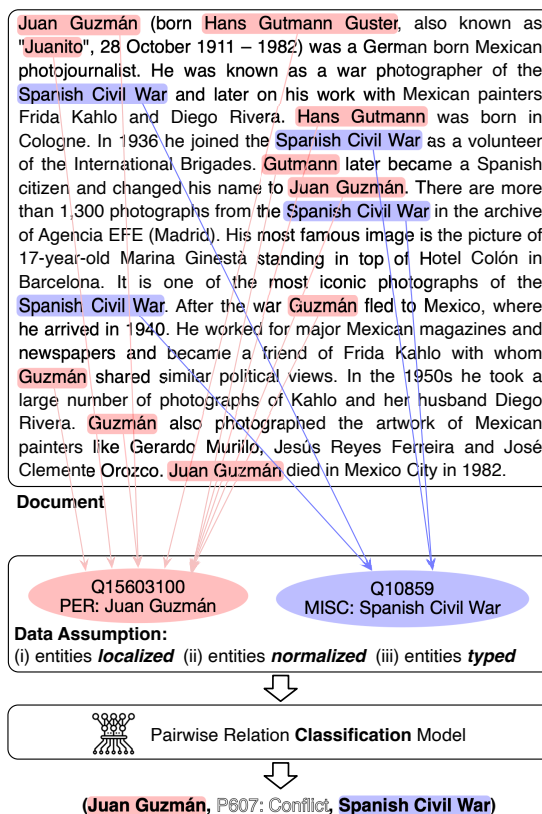 Juan Guzmán (born Hans Gutmann Guster, also known as
"Juanito", 28 October 1911 – 1982) was a German born Mexican
photojournalist. He was known as a war photographer of the
Spanish Civil War and later on his work with Mexican painters
Frida Kahlo and Diego Rivera. Hans Gutmann was born in
Cologne. In 1936 he joined the Spanish Civil War as a volunteer
of the International Brigades. Gutmann later became a Spanish
citizen and changed his name to Juan Guzmán. There are more
than 1,300 photographs from the Spanish Civil War in the archive
of Agencia EFE (Madrid). His most famous image is the picture of
17-year-old Marina Ginestà standing in top of Hotel Colón in
Barcelona. It is one of the most iconic photographs of the
Spanish Civil War. After the war Guzmán fled to Mexico, where
he arrived in 1940. He worked for major Mexican magazines and
newspapers and became a friend of Frida Kahlo with whom
Guzmán shared similar political views. In the 1950s he took a
large number of photographs of Kahlo and her husband Diego
Rivera. Guzmán also photographed the artwork of Mexican
painters like Gerardo Murillo, Jesús Reyes Ferreira and José
Clemente Orozco. Juan Guzmán died in Mexico City in 1982.
Document
Q15603100
PER: Juan Guzmán
Q10859
MISC: Spanish Civil War
Data Assumption:
(i) entities localized (ii) entities normalized (iii) entities typed
Pairwise Relation Classification Model
(Juan Guzmán, P607: Conflict, Spanish Civil War)